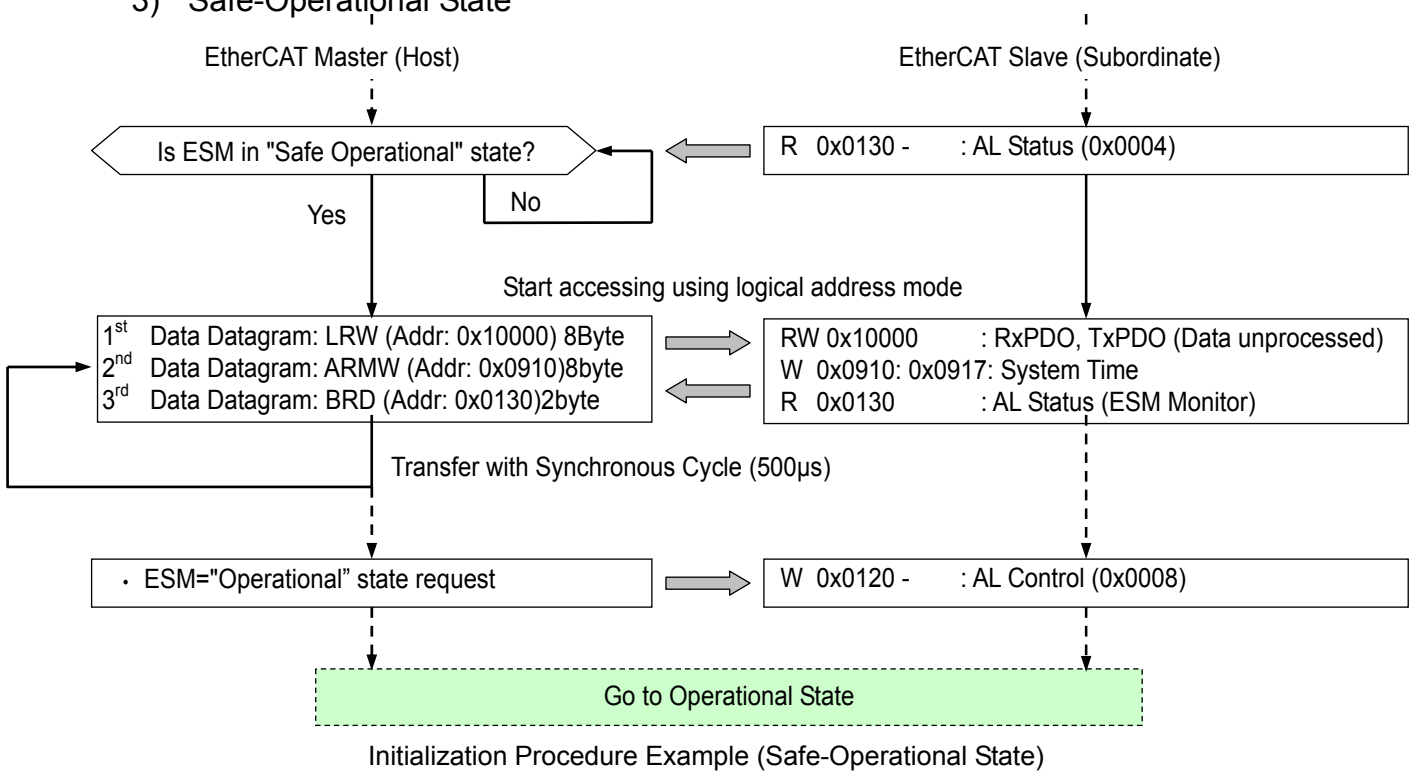 3) Safe-Operational State
EtherCAT Master (Host)
EtherCAT Slave (Subordinate)
Is ESM in "Safe Operational" state?
R 0x0130 - : AL Status (0x0004)
No
Yes
Start accessing using logical address mode
1st Data Datagram: LRW (Addr: 0x10000) 8Byte
2nd Data Datagram: ARMW (Addr: 0x0910)8byte
3rd Data Datagram: BRD (Addr: 0x0130)2byte
RW 0x10000 : RxPDO, TxPDO (Data unprocessed)
W 0x0910: 0x0917: System Time
R 0x0130 : AL Status (ESM Monitor)
Transfer with Synchronous Cycle (500μs)
・ ESM="Operational” state request
W 0x0120 - : AL Control (0x0008)
Go to Operational State
Initialization Procedure Example (Safe-Operational State)